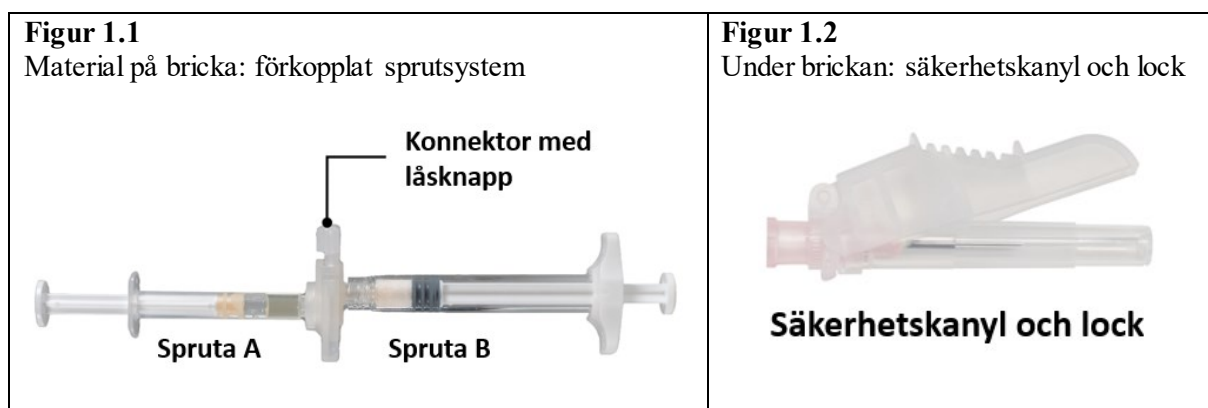 Figur 1.1
Material på bricka: förkopplat sprutsystem
Konnektor med
låsknapp
Spruta A
Spruta B
Figur 1.2
Under brickan: säkerhetskanyl och lock
Säkerhetskanyl och lock